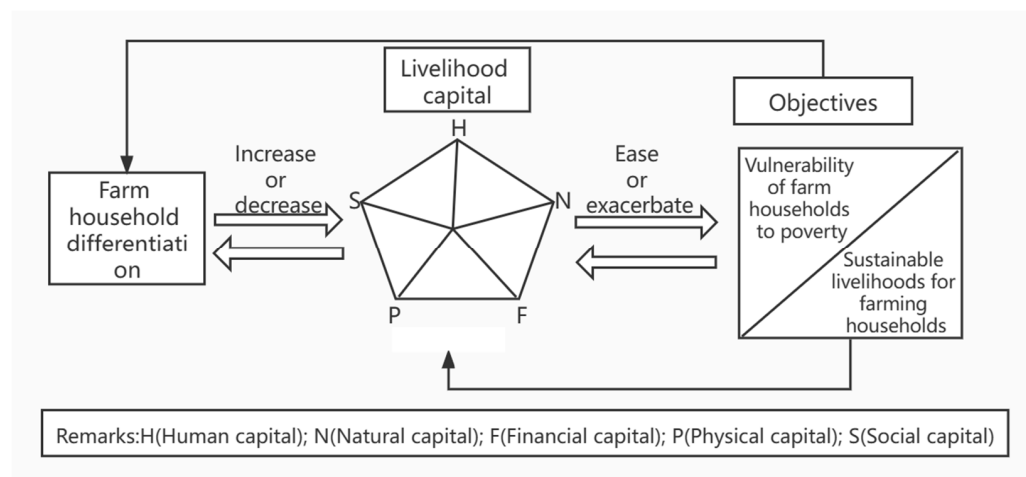 Livelihood
capital
Objectives
H
Increase
or
decrease
Ease
or
exacerbate
Farm
household
differentiati
on
S
N
P
F
Vulnerability
of farm
households
to poverty
Sustainable
livelihoods for
farming
households
Remarks:H(Human capital); N(Natural capital); F(Financial capital); P(Physical capital); S(Social capital)